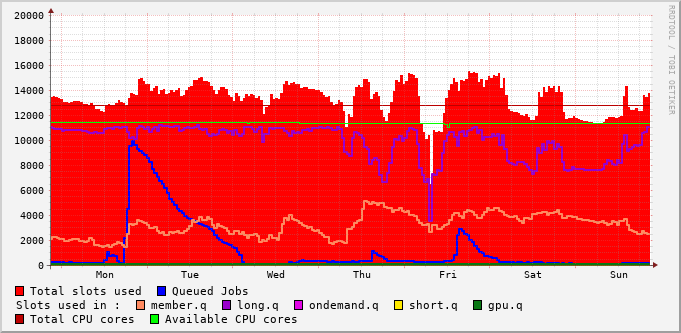 20000
18000
16000
14000
12000
10000
8000
6000
4000
2000
0
Mon Tue Wed Thu Fri Sat Sun
Total slots used Queued Jobs
Slots used in : member.q long.q ondemand.q short.q gpu.q
Total CPU cores Available CPU cores
RRDTOOL / TOBI OETIKER